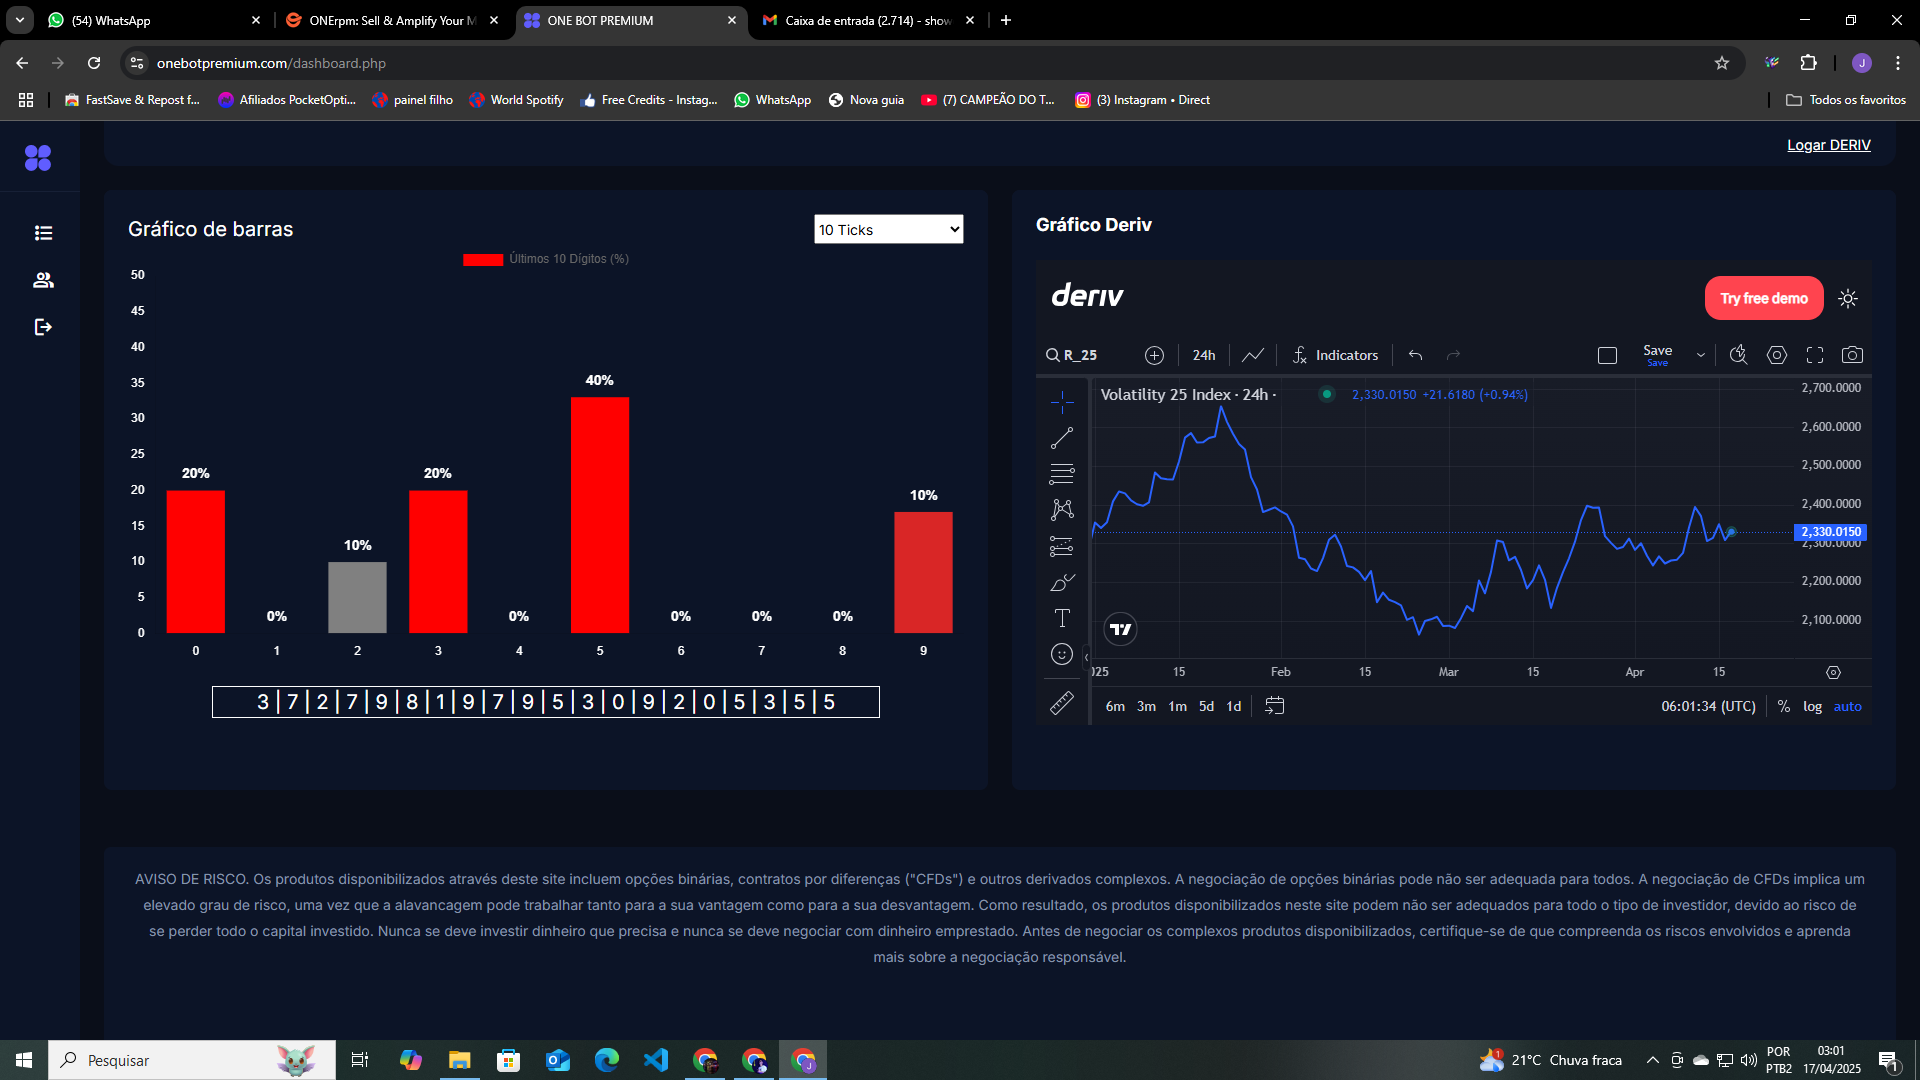 (54) WhatsApp
ONErpm: Sell & Amplify Your M
ONE BOT PREMIUM
Caixa de entrada (2.714) - show
onebotpremium.com/dashboard.php
J
FastSave & Repost f...
Afiliados PocketOpti...
painel filho
World Spotify
Free Credits - Instag...
WhatsApp
Nova guia
(7) CAMPEÃO DO T...
(3) Instagram • Direct
Todos os favoritos
Logar DERIV
Gráfico de barras
10 Ticks
Últimos 10 Dígitos (%)
50
45
40
35
30
25
20
15
10
5
0
20%
0%
10%
20%
0%
40%
0%
0%
0%
10%
0 1 2 3 4 5 6 7 8 9
3|7|2|7|9|8|1|9|7|9|5|3|0|9|2|0|5|3|5|5
Gráfico Deriv
deriv
Try free demo
R_25
24h
Indicators
Save
Save
Volatility 25 Index · 24h ·
2,330.0150 +21.6180 (+0.94%)
2,700.0000
2,600.0000
2,500.0000
2,400.0000
2,330.0150
2,300.0000
2,200.0000
2,100.0000
2025 15 Feb 15 Mar 15 Apr 15
6m 3m 1m 5d 1d
06:01:34 (UTC)
% log auto
AVISO DE RISCO. Os produtos disponibilizados através deste site incluem opções binárias, contratos por diferenças ("CFDs") e outros derivados complexos. A negociação de opções binárias pode não ser adequada para todos. A negociação de CFDs implica um
elevado grau de risco, uma vez que a alavancagem pode trabalhar tanto para a sua vantagem como para a sua desvantagem. Como resultado, os produtos disponibilizados neste site podem não ser adequados para todo o tipo de investidor, devido ao risco de
se perder todo o capital investido. Nunca se deve investir dinheiro que precisa e nunca se deve negociar com dinheiro emprestado. Antes de negociar os complexos produtos disponibilizados, certifique-se de que compreenda os riscos envolvidos e aprenda
mais sobre a negociação responsável.
Pesquisar
21°C Chuva fraca
POR
PTB2
03:01
17/04/2025